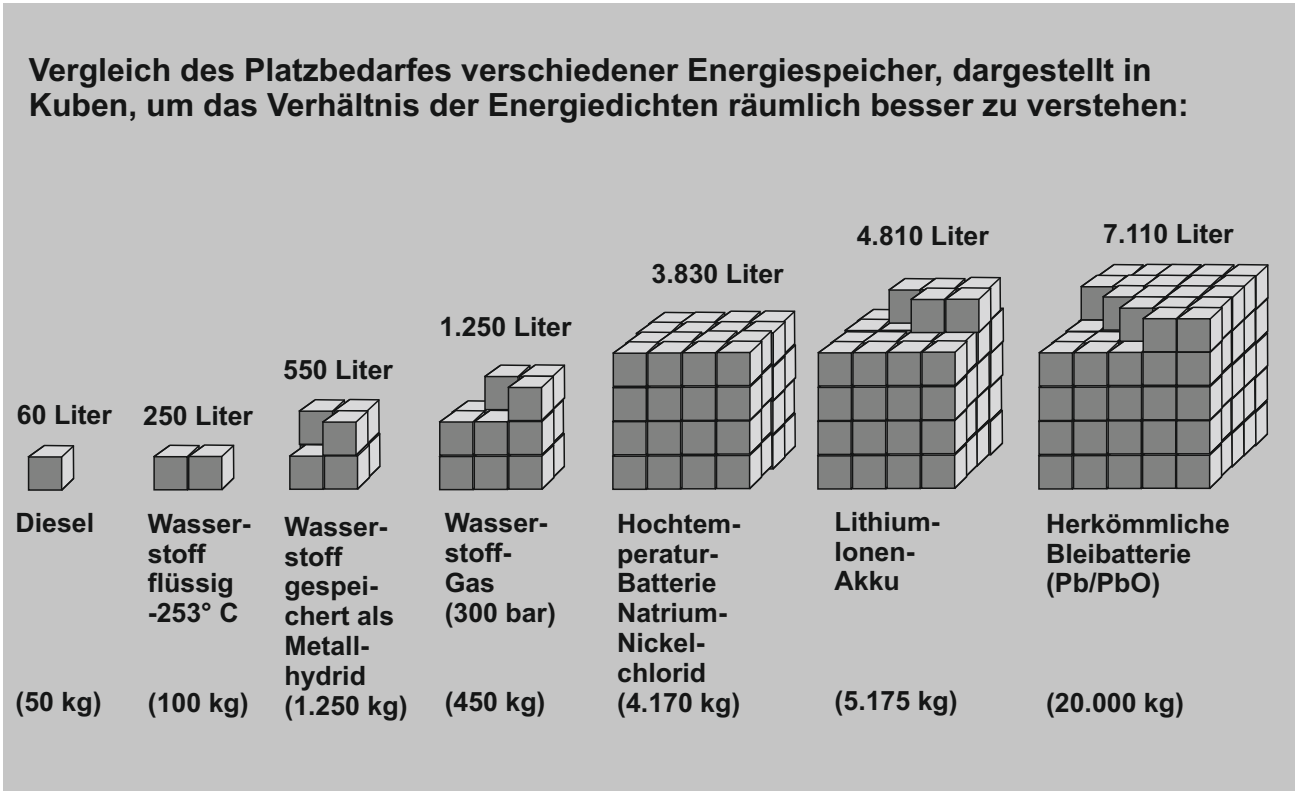 Vergleich des Platzbedarfes verschiedener Energiespeicher, dargestellt in
Kuben, um das Verhältnis der Energiedichten räumlich besser zu verstehen:
60 Liter
Diesel
(50 kg)
250 Liter
Wasser-
stoff
flüssig
-253° C
(100 kg)
550 Liter
Wasser-
stoff
gespei-
chert als
Metall-
hydrid
(1.250 kg)
1.250 Liter
Wasser-
stoff-
Gas
(300 bar)
(450 kg)
3.830 Liter
Hochtem-
peratur-
Batterie
Natrium-
Nickel-
chlorid
(4.170 kg)
4.810 Liter
Lithium-
Ionen-
Akku
(5.175 kg)
7.110 Liter
Herkömmliche
Bleibatterie
(Pb/PbO)
(20.000 kg)